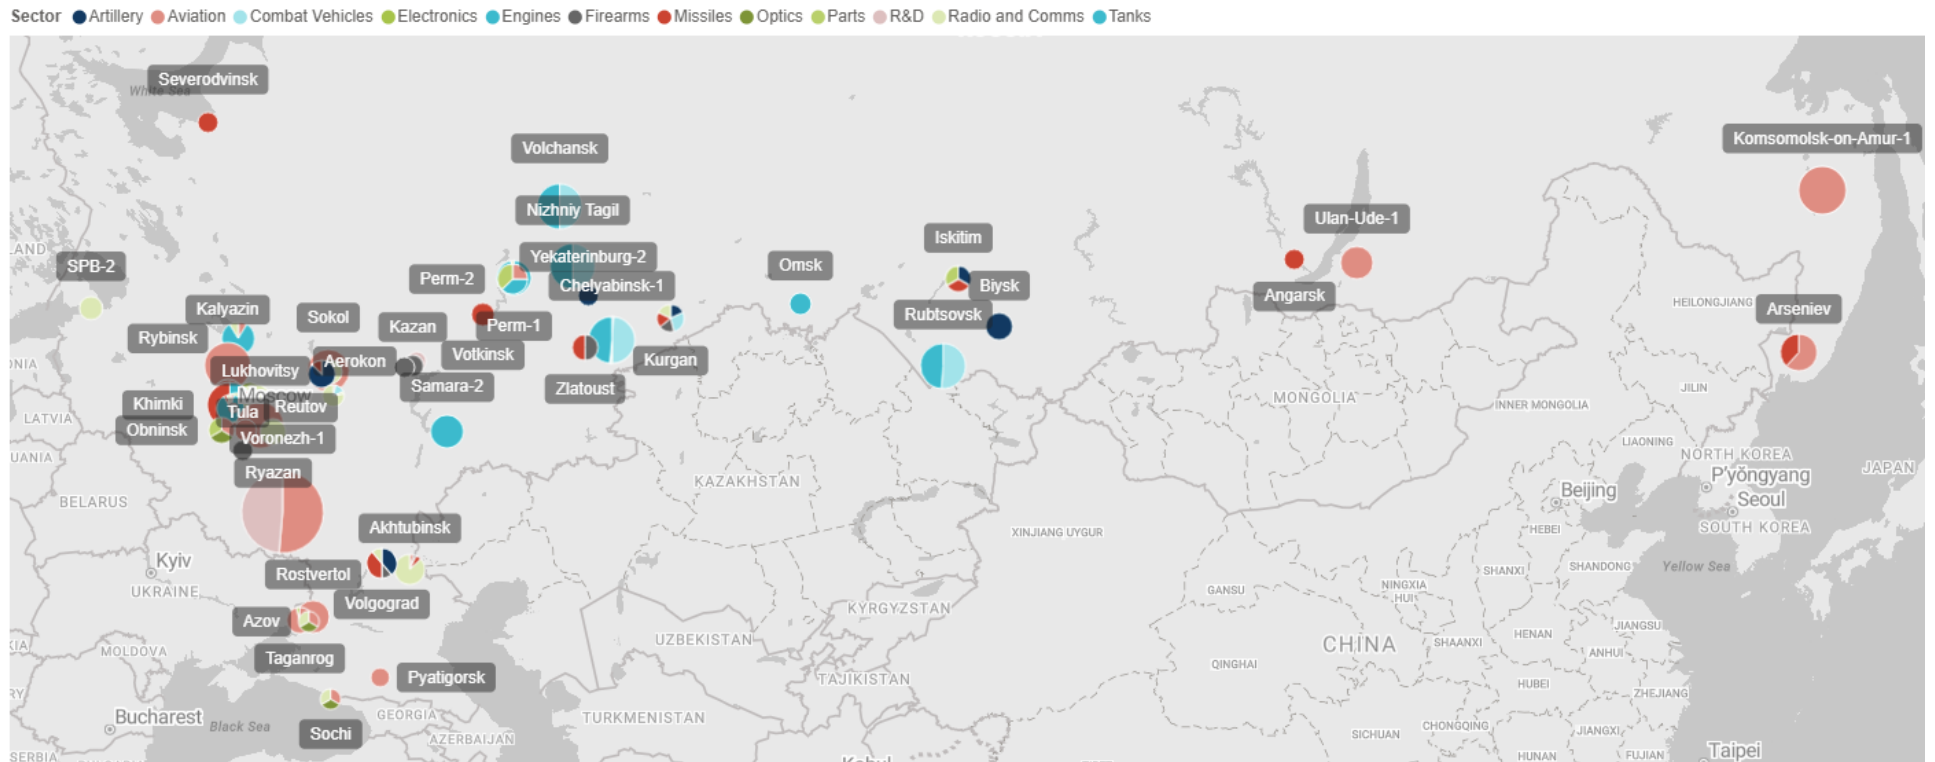 Sector Artillery Aviation Combat Vehicles Electronics Engines Firearms Missiles Optics Parts R&D Radio and Comms Tanks
Severodvinsk
White Sea
Komsomolsk-on-Amur-1
Volchansk
Nizhniy Tagil
Ulan-Ude-1
Iskitim
LAND
SPB-2
Yekaterinburg-2
Omsk
Perm-2
Chelyabinsk-1
Biysk
Angarsk
HEILONGJIANG
Kalyazin
Sokol
Rubtsovsk
Arseniev
Kazan
Perm-1
Rybinsk
Votkinsk
Kurgan
ONIA
Lukhovitsy
Aerokon
Samara-2
Zlatoust
JILIN
Moscow
MONGOLIA
INNER MONGOLIA
Khimki
Tula
Reutov
LATVIA
Obninsk
Voronezh-1
LIAONING
UANIA
NORTH KOREA
JAPAN
Ryazan
KAZAKHSTAN
P'yŏngyang
Beijing
Seoul
BELARUS
Akhtubinsk
XINJIANG UYGUR
HEBEI
SOUTH KOREA
Kyiv
Rostvertol
SHANXI
SHANDONG
Yellow Sea
UKRAINE
GANSU
NINGXIA
HUI
Volgograd
KYRGYZSTAN
Azov
UZBEKISTAN
CHINA
SHAANXI
HENAN
JIANGSU
KIA
MOLDOVA
Taganrog
ANHUI
QINGHAI
Pyatigorsk
TAJIKISTAN
HUBEI
ZHEJIANG
RY
Bucharest
Black Sea
GEORGIA
TURKMENISTAN
Sochi
AZERBAIJAN
SICHUAN
CHONGQING
JIANGXI
SERBIA
HUNAN
FUJIAN
Taipei
Kabul